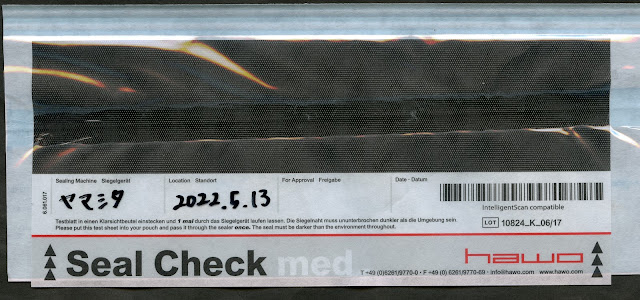 Sealing Machine Siegelgerät Location Standort For Approval Freigabe Date - Datum
ヤマシタ 2022.5.13
6.081.017
IntelligentScan compatible
LOT 10824_K_06/17
Testblatt in einen Klarsichtbeutel einstecken und 1 mal durch das Siegelgerät laufen lassen. Die Siegelnaht muss ununterbrochen dunkler als die Umgebung sein.
Please put this test sheet into your pouch and pass it through the sealer once. The seal must be darker than the environment throughout.
Seal Check med hawo
T +49 (0)6261/9770-0 • F +49 (0) 6261/9770-69 · info@hawo.com · www.hawo.com